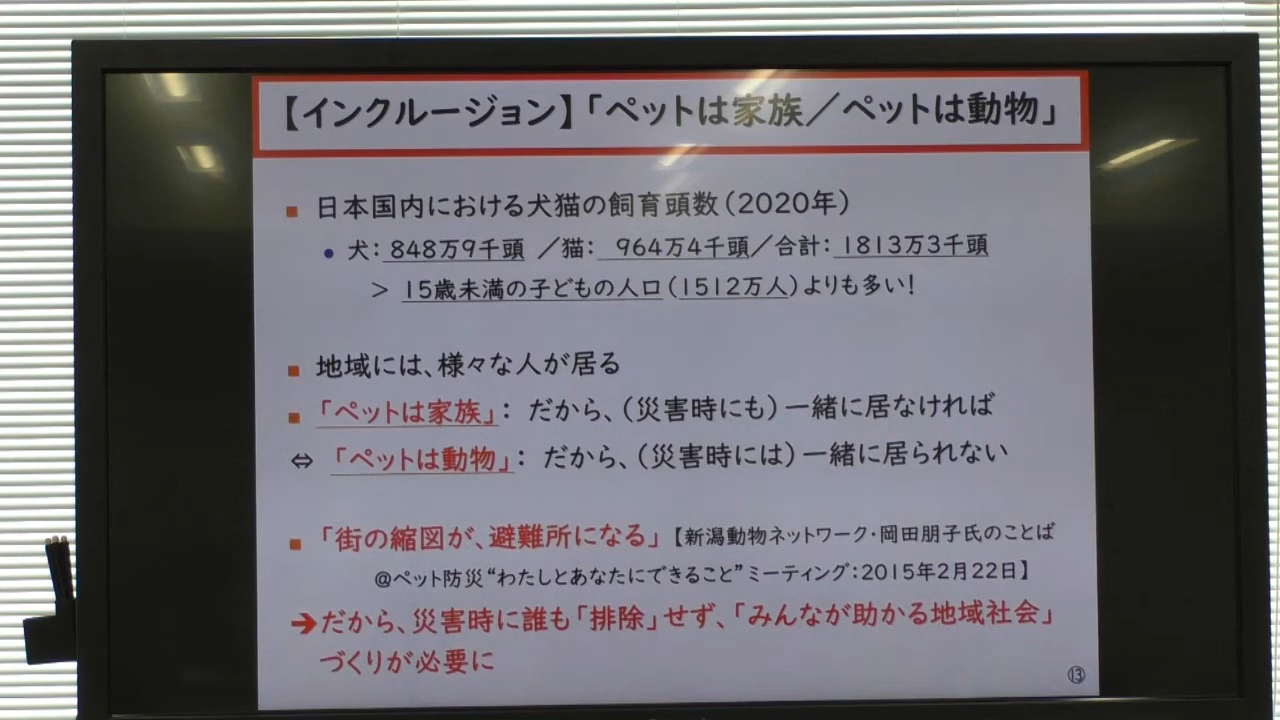 【インクルージョン】「ペットは家族／ペットは動物」
■ 日本国内における犬猫の飼育頭数（2020年）
● 犬：848万9千頭 ／猫： 964万4千頭／合計：1813万3千頭
＞ 15歳未満の子どもの人口（1512万人）よりも多い！
■ 地域には、様々な人が居る
■ 「ペットは家族」： だから、（災害時にも）一緒に居なければ
⇔ 「ペットは動物」： だから、（災害時には）一緒に居られない
■ 「街の縮図が、避難所になる」【新潟動物ネットワーク・岡田朋子氏のことば
＠ペット防災“わたしとあなたにできること”ミーティング：2015年2月22日】
➔だから、災害時に誰も「排除」せず、「みんなが助かる地域社会」
づくりが必要に
⑬